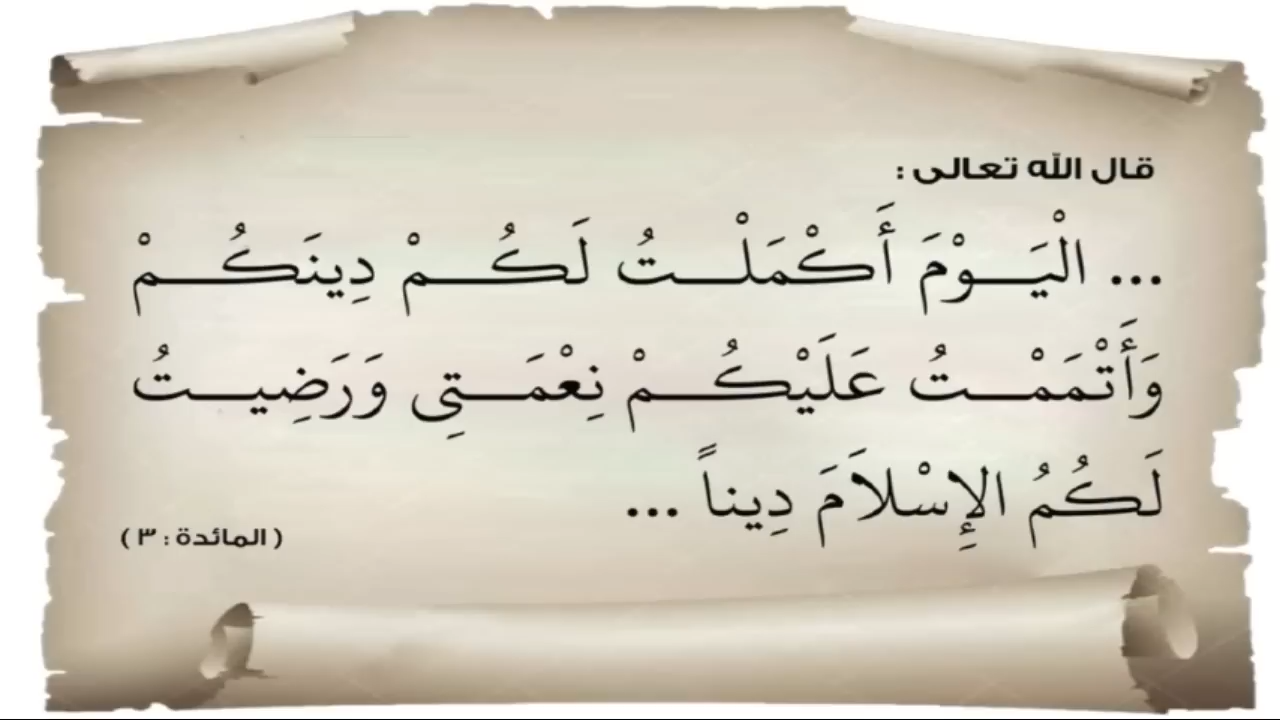 قال الله تعالى :
... الْيَوْمَ أَكْمَلْتُ لَكُمْ دِينَكُمْ
وَأَتْمَمْتُ عَلَيْكُمْ نِعْمَتِى وَرَضِيتُ
لَكُمُ الإِسْلاَمَ دِيناً ...
( المائدة : ٣ )